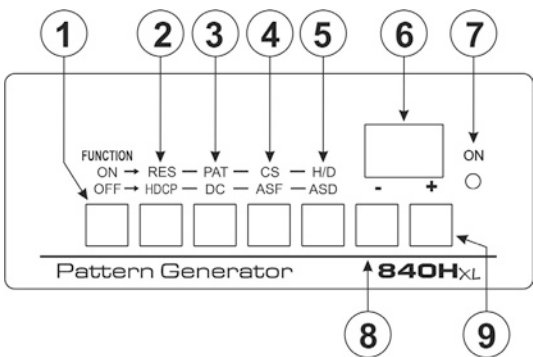 1 2 3 4 5 6 7
FUNCTION
ON → RES — PAT — CS — H/D ON
OFF → HDCP — DC — ASF — ASD - +
Pattern Generator 840HXL
8 9